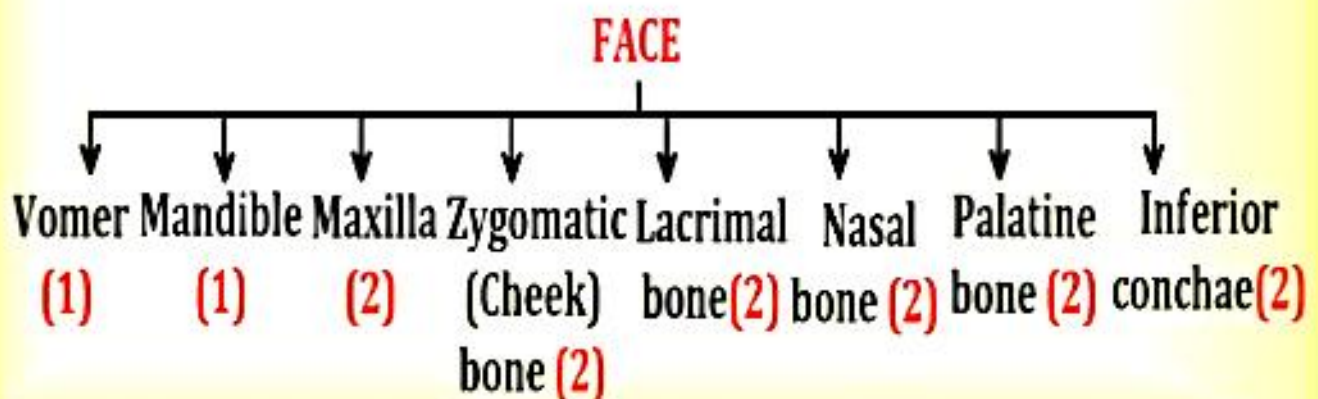 FACE
Vomer Mandible Maxilla Zygomatic Lacrimal Nasal Palatine Inferior
(1) (1) (2) (Cheek) bone(2) bone (2) bone (2) conchae(2)
bone (2)